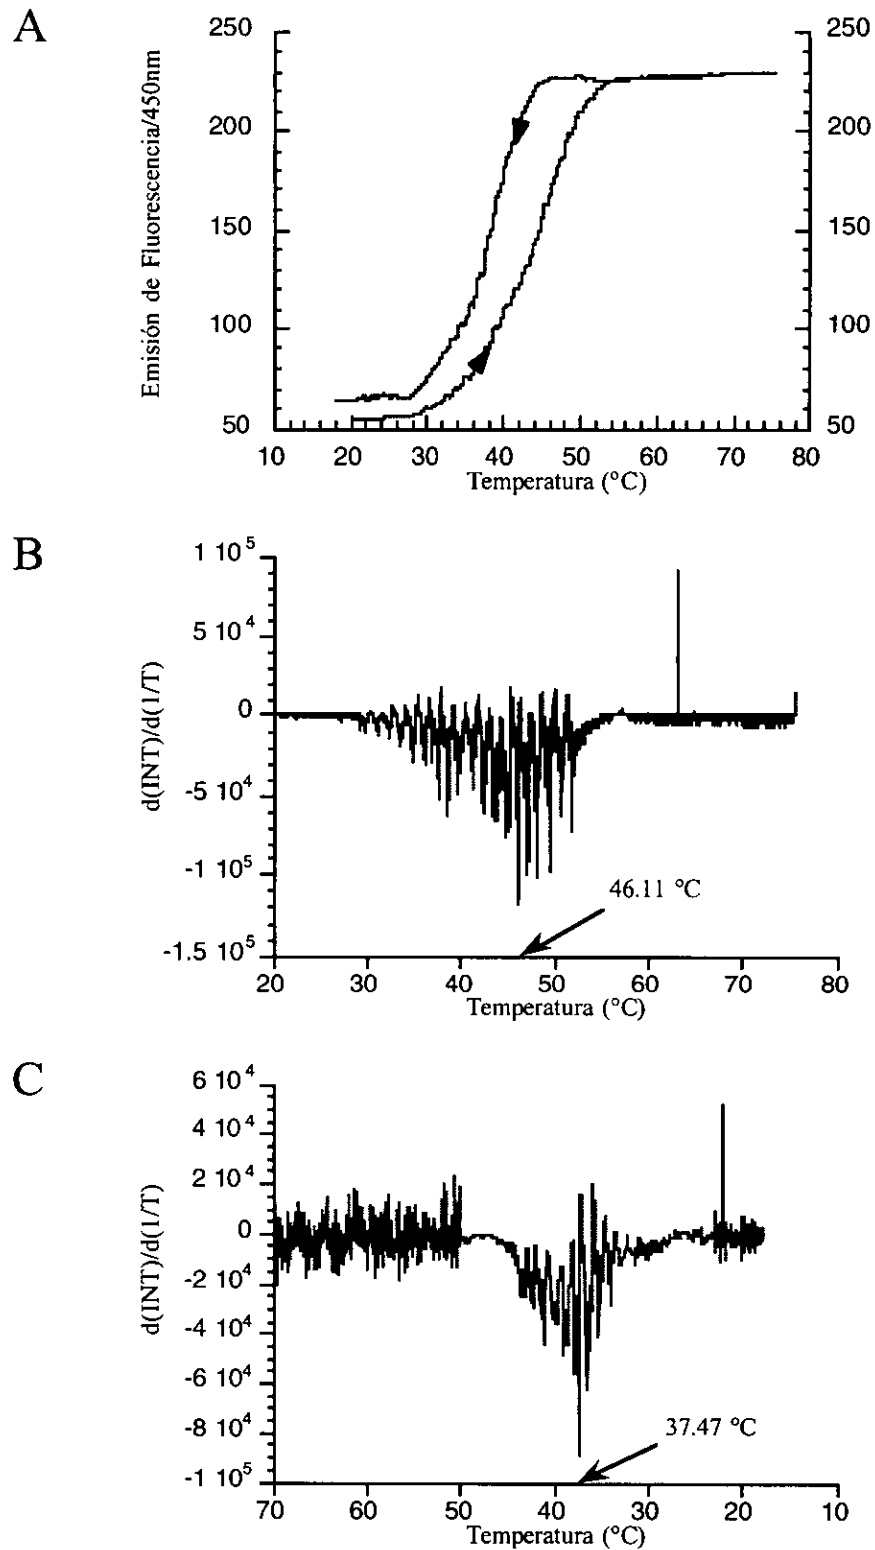 A
250
200
150
100
50
250
200
150
100
50
Emisión de Fluorescencia/450nm
10 20 30 40 50 60 70 80
Temperatura (°C)
B
1 10⁵
5 10⁴
0
-5 10⁴
-1 10⁵
-1.5 10⁵
d(INT)/d(1/T)
46.11 °C
20 30 40 50 60 70 80
Temperatura (°C)
C
6 10⁴
4 10⁴
2 10⁴
0
-2 10⁴
-4 10⁴
-6 10⁴
-8 10⁴
-1 10⁵
d(INT)/d(1/T)
37.47 °C
70 60 50 40 30 20 10
Temperatura (°C)